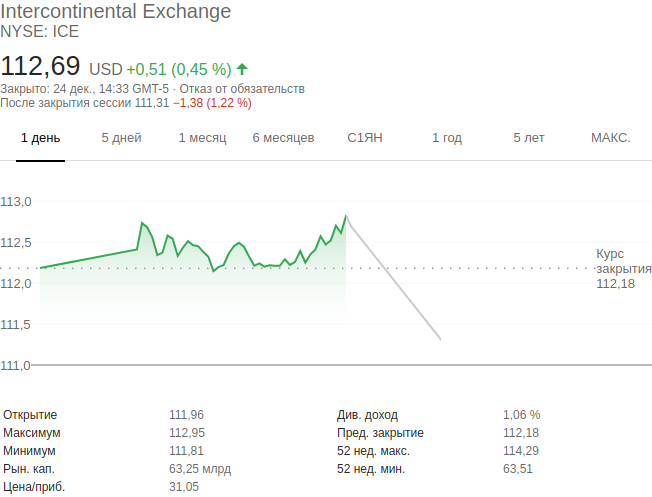 Intercontinental Exchange
NYSE: ICE
112,69 USD +0,51 (0,45 %)
Закрыто: 24 дек., 14:33 GMT-5 · Отказ от обязательств
После закрытия сессии 111,31 −1,38 (1,22 %)
1 день 5 дней 1 месяц 6 месяцев С1ЯН 1 год 5 лет МАКС.
113,0
112,5
Курс
закрытия
112,0 112,18
111,5
111,0
Открытие 111,96 Див. доход 1,06 %
Максимум 112,95 Пред. закрытие 112,18
Минимум 111,81 52 нед. макс. 114,29
Рын. кап. 63,25 млрд 52 нед. мин. 63,51
Цена/приб. 31,05